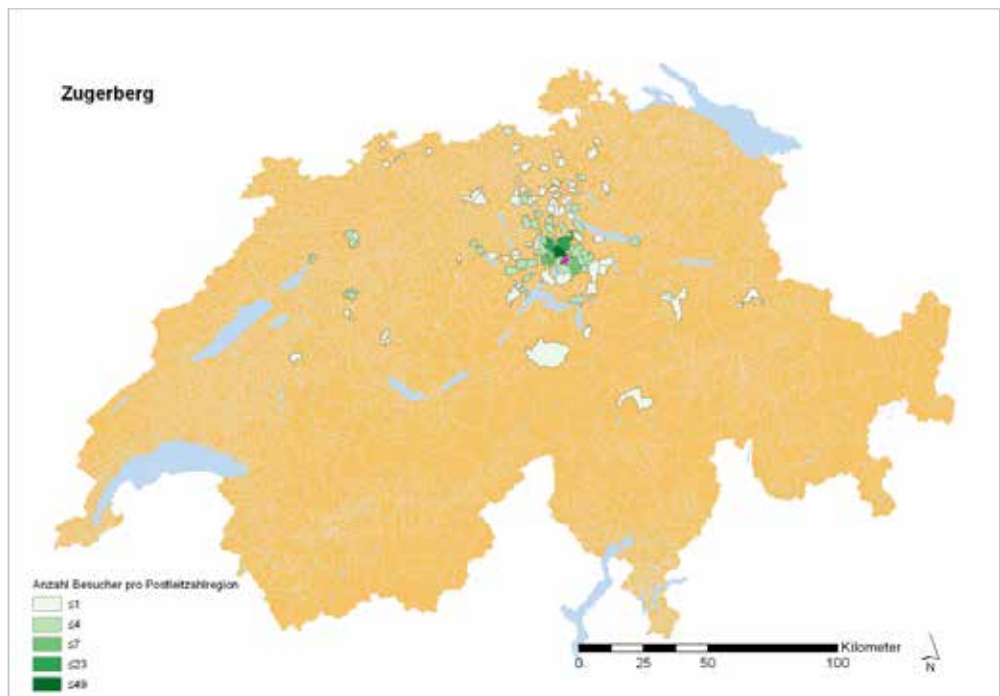 Zugerberg
Anzahl Besucher pro Postleitzahlregion
≤1
≤4
≤7
≤23
≤49
Kilometer
0 25 50 100
N